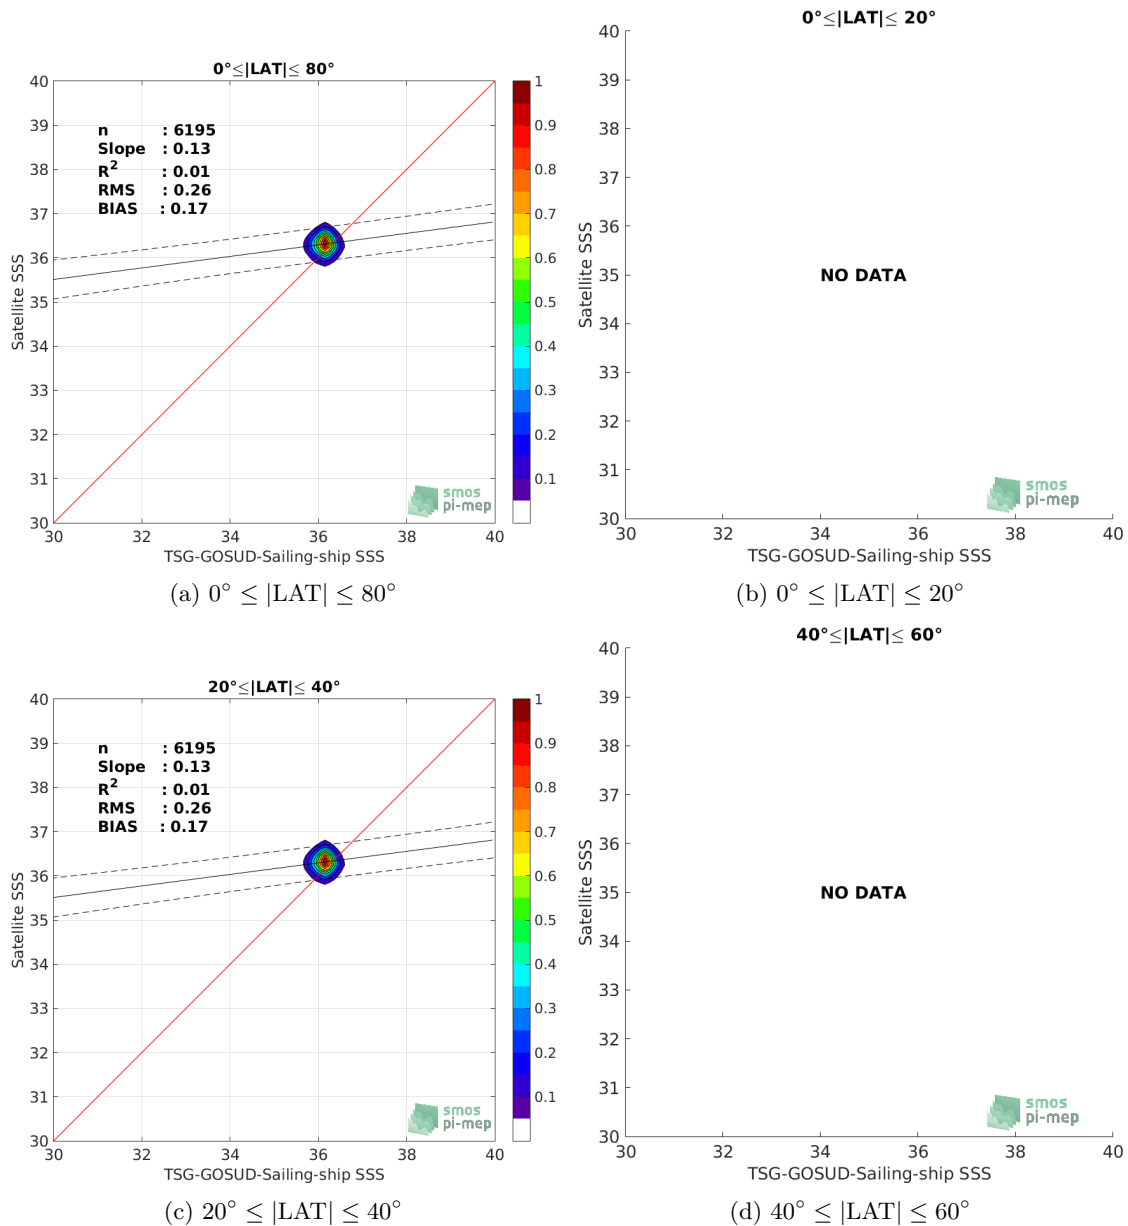 0°≤|LAT|≤ 80°
40
39
38
37
36
35
34
33
32
31
30
30
32
34
36
38
40
Satellite SSS
TSG-GOSUD-Sailing-ship SSS
n : 6195
Slope : 0.13
R² : 0.01
RMS : 0.26
BIAS : 0.17
1
0.9
0.8
0.7
0.6
0.5
0.4
0.3
0.2
0.1
smos
pi-mep
(a) 0° ≤ |LAT| ≤ 80°
0°≤|LAT|≤ 20°
40
39
38
37
36
35
34
33
32
31
30
30
32
34
36
38
40
Satellite SSS
TSG-GOSUD-Sailing-ship SSS
NO DATA
smos
pi-mep
(b) 0° ≤ |LAT| ≤ 20°
20°≤|LAT|≤ 40°
40
39
38
37
36
35
34
33
32
31
30
30
32
34
36
38
40
Satellite SSS
TSG-GOSUD-Sailing-ship SSS
n : 6195
Slope : 0.13
R² : 0.01
RMS : 0.26
BIAS : 0.17
1
0.9
0.8
0.7
0.6
0.5
0.4
0.3
0.2
0.1
smos
pi-mep
(c) 20° ≤ |LAT| ≤ 40°
40°≤|LAT|≤ 60°
40
39
38
37
36
35
34
33
32
31
30
30
32
34
36
38
40
Satellite SSS
TSG-GOSUD-Sailing-ship SSS
NO DATA
smos
pi-mep
(d) 40° ≤ |LAT| ≤ 60°